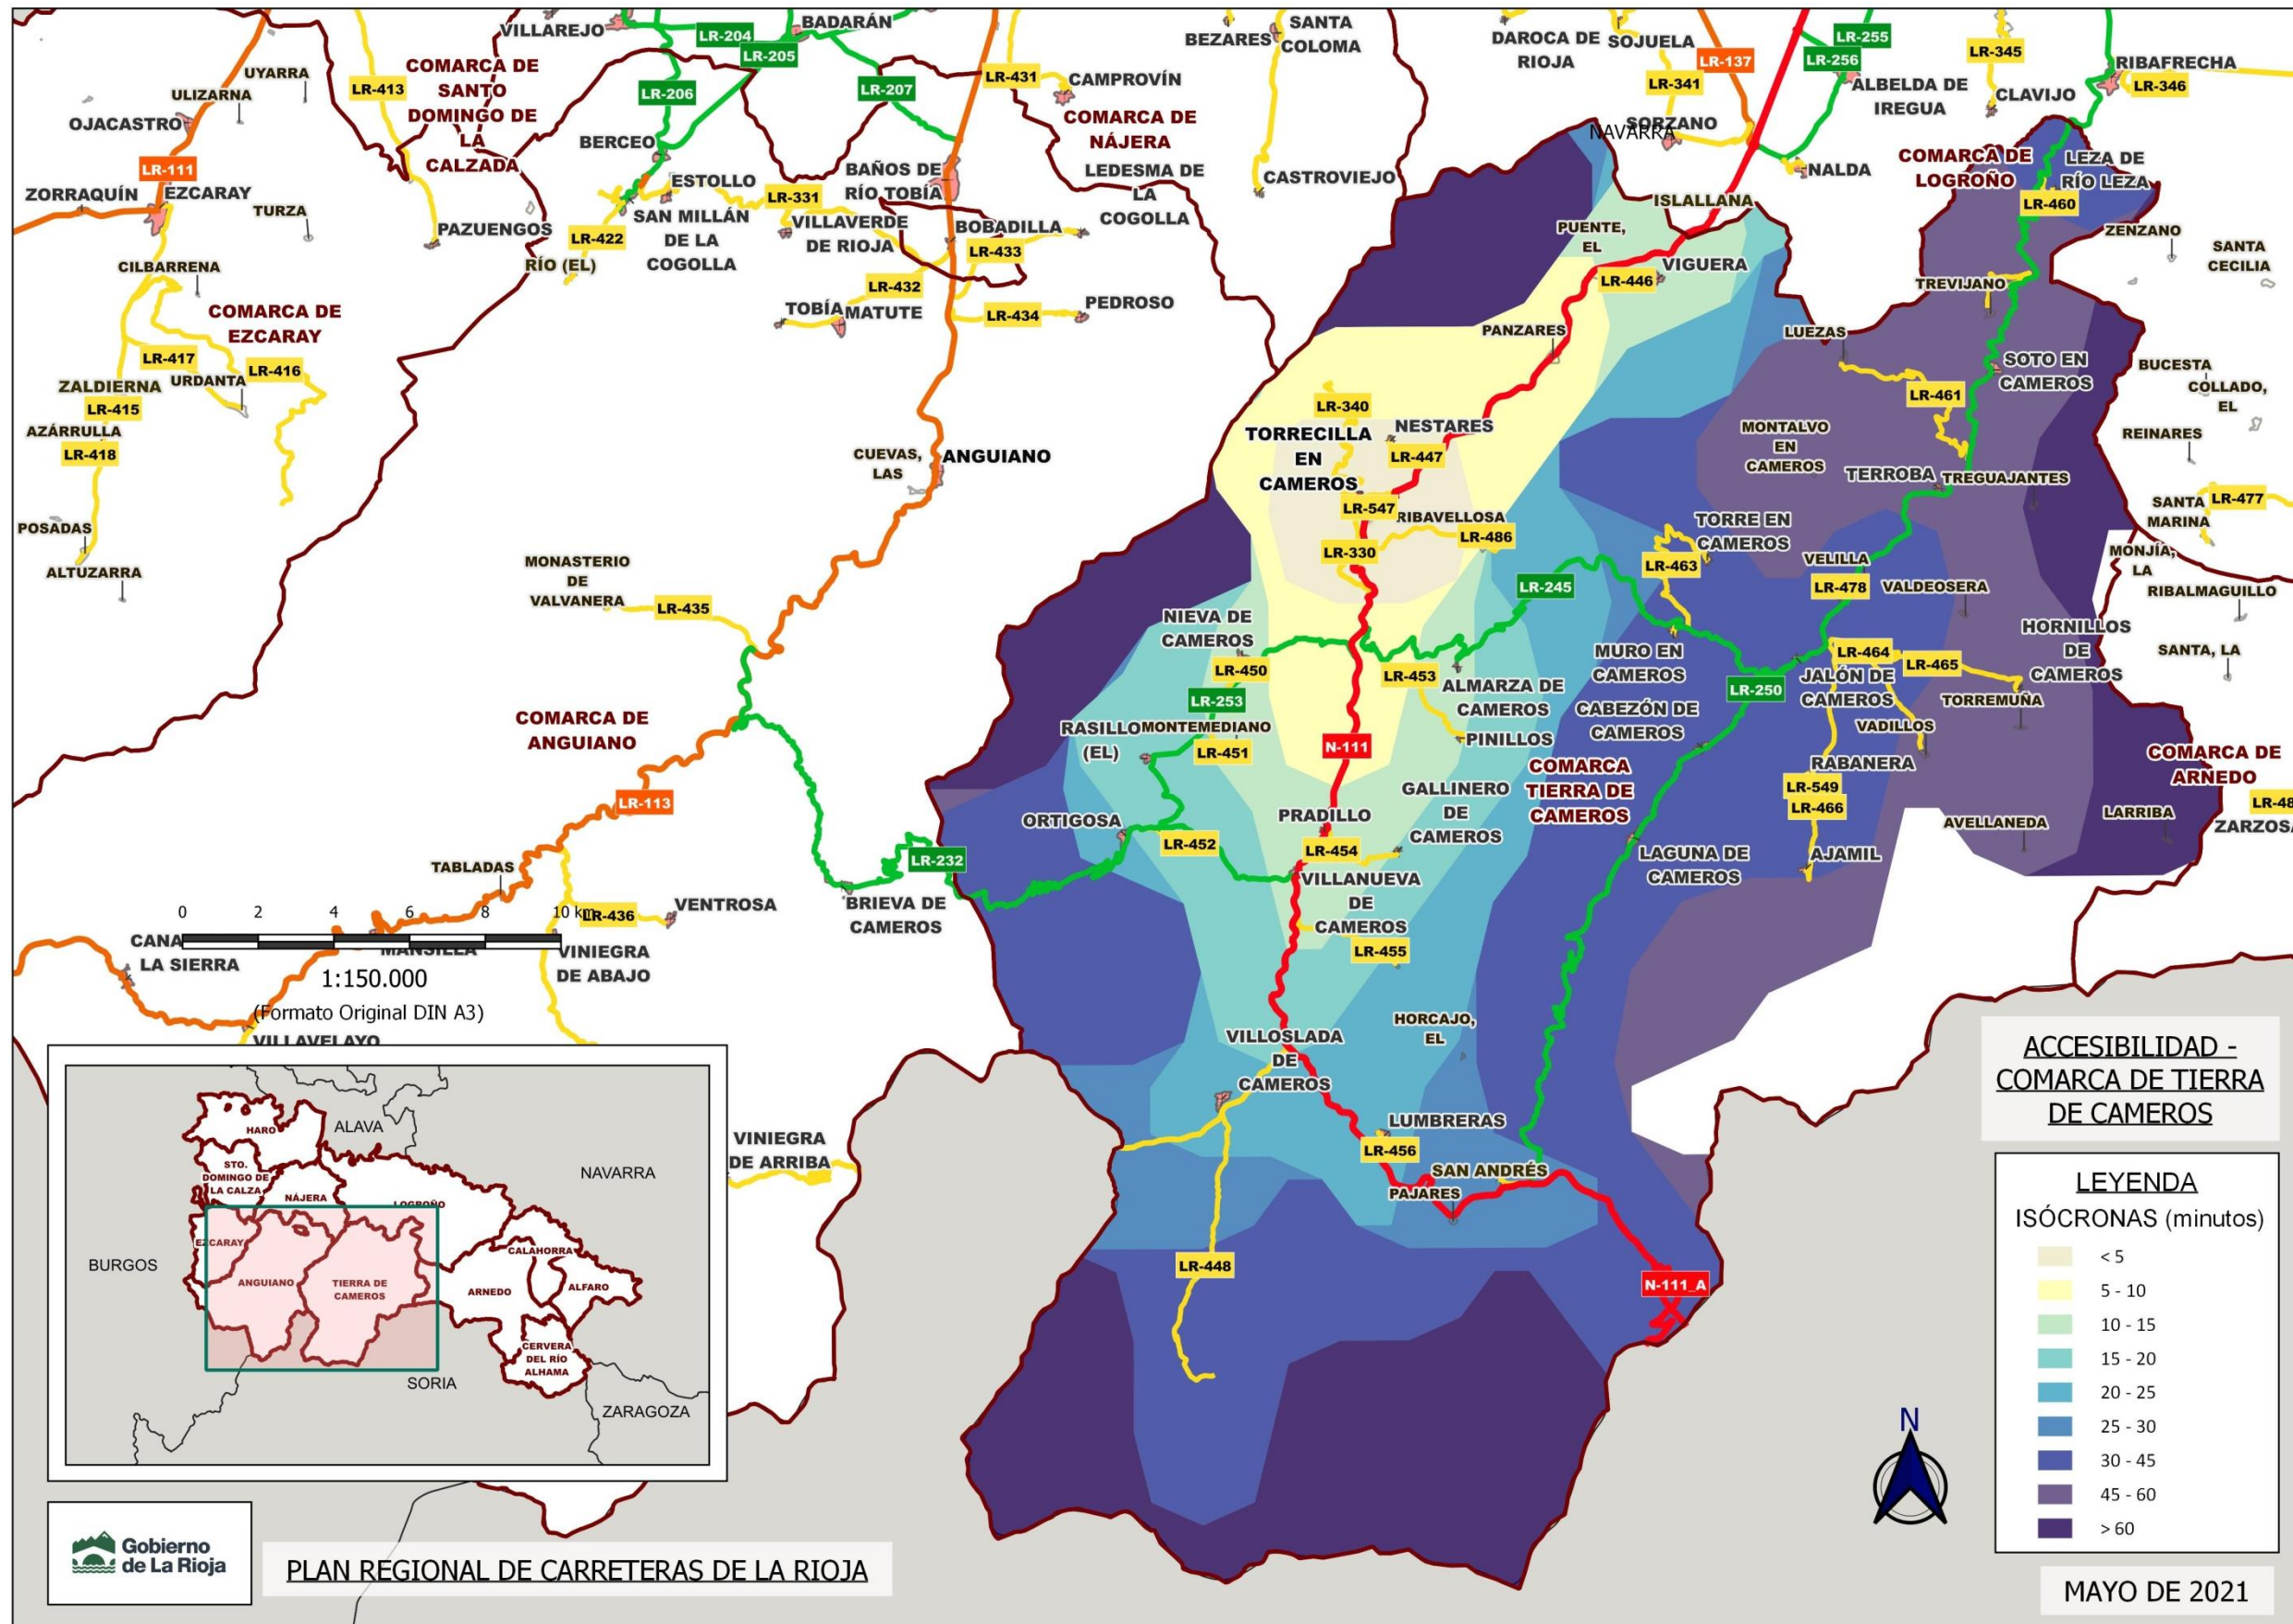 VILLAREJO
LR-204
BADARÁN
LR-205
BEZARES
SANTA
COLOMA
DAROCA DE
RIOJA
SOJUELA
LR-137
LR-255
LR-256
LR-345
RIBAFRECHA
LR-346
UYARRA
ULIZARNA
OJACASTRO
LR-413
COMARCA DE
SANTO
DOMINGO DE
LA
CALZADA
LR-206
LR-207
LR-431
CAMPROVÍN
COMARCA DE
NÁJERA
LR-341
SORZANO
NAVARRA
ALBELDA DE
IREGUA
CLAVIJO
LR-111
ZORRAQUÍN
EZCARAY
TURZA
PAZUENGOS
BERCEO
ESTOLLO
LR-331
BAÑOS DE
RÍO TOBÍA
LEDESMA DE
LA
COGOLLA
CASTROVIEJO
NALDA
COMARCA DE
LOGROÑO
LEZA DE
RÍO LEZA
LR-460
SAN MILLÁN
DE LA
COGOLLA
LR-422
RÍO (EL)
VILLAVERDE
DE RIOJA
BOBADILLA
LR-433
ISLALLANA
PUENTE,
EL
VIGUERA
LR-446
ZENZANO
SANTA
CECILIA
CILBARRENA
COMARCA DE
EZCARAY
LR-432
TOBÍA
MATUTE
LR-434
PEDROSO
TREVIJANO
PANZARES
LUEZAS
SOTO EN
CAMEROS
BUCESTA
COLLADO,
EL
LR-417
LR-416
ZALDIERNA
URDANTA
LR-415
AZÁRRULLA
LR-418
LR-340
LR-461
NESTARES
TORRECILLA
EN
CAMEROS
LR-447
MONTALVO
EN
CAMEROS
REINARES
CUEVAS,
LAS
ANGUIANO
TERROBA
TREGUAJANTES
SANTA
MARINA
LR-477
POSADAS
ALTUZARRA
LR-547
RIBAVELLOSA
LR-486
LR-330
TORRE EN
CAMEROS
LR-463
VELILLA
LR-478
VALDEOSERA
MONJÍA,
LA
RIBALMAGUILLO
MONASTERIO
DE
VALVANERA
LR-435
LR-245
NIEVA DE
CAMEROS
LR-450
LR-253
LR-453
ALMARZA DE
CAMEROS
MURO EN
CAMEROS
LR-464
LR-465
HORNILLOS
DE
CAMEROS
SANTA, LA
LR-250
JALÓN DE
CAMEROS
TORREMUÑA
COMARCA DE
ANGUIANO
RASILLO
(EL)
MONTEMEDIANO
LR-451
N-111
PINILLOS
CABEZÓN DE
CAMEROS
VADILLOS
RABANERA
COMARCA DE
ARNEDO
COMARCA
TIERRA DE
CAMEROS
LR-549
LR-466
LR-113
ORTIGOSA
LR-452
PRADILLO
LR-454
GALLINERO
DE
CAMEROS
AVELLANEDA
LARRIBA
LR-48
ZARZOSA
LR-232
LAGUNA DE
CAMEROS
AJAMIL
TABLADAS
VILLANUEVA
DE
CAMEROS
LR-455
BRIEVA DE
CAMEROS
0 2 4 6 8 10 km
LR-436
VENTROSA
CANA
LA SIERRA
MANSILLA
VINIEGRA
DE ABAJO
1:150.000
(Formato Original DIN A3)
VILLAVELAYO
VILLOSLADA
DE
CAMEROS
HORCAJO,
EL
LUMBRERAS
LR-456
SAN ANDRÉS
PAJARES
VINIEGRA
DE ARRIBA
LR-448
N-111_A
HARO
ALAVA
STO.
DOMINGO DE
LA CALZA
NÁJERA
LOGROÑO
NAVARRA
EZCARAY
BURGOS
ANGUIANO
TIERRA DE
CAMEROS
CALAHORRA
ARNEDO
ALFARO
CERVERA
DEL RÍO
ALHAMA
SORIA
ZARAGOZA
Gobierno
de La Rioja
PLAN REGIONAL DE CARRETERAS DE LA RIOJA
ACCESIBILIDAD -
COMARCA DE TIERRA
DE CAMEROS
LEYENDA
ISÓCRONAS (minutos)
< 5
5 - 10
10 - 15
15 - 20
20 - 25
25 - 30
30 - 45
45 - 60
> 60
N
MAYO DE 2021